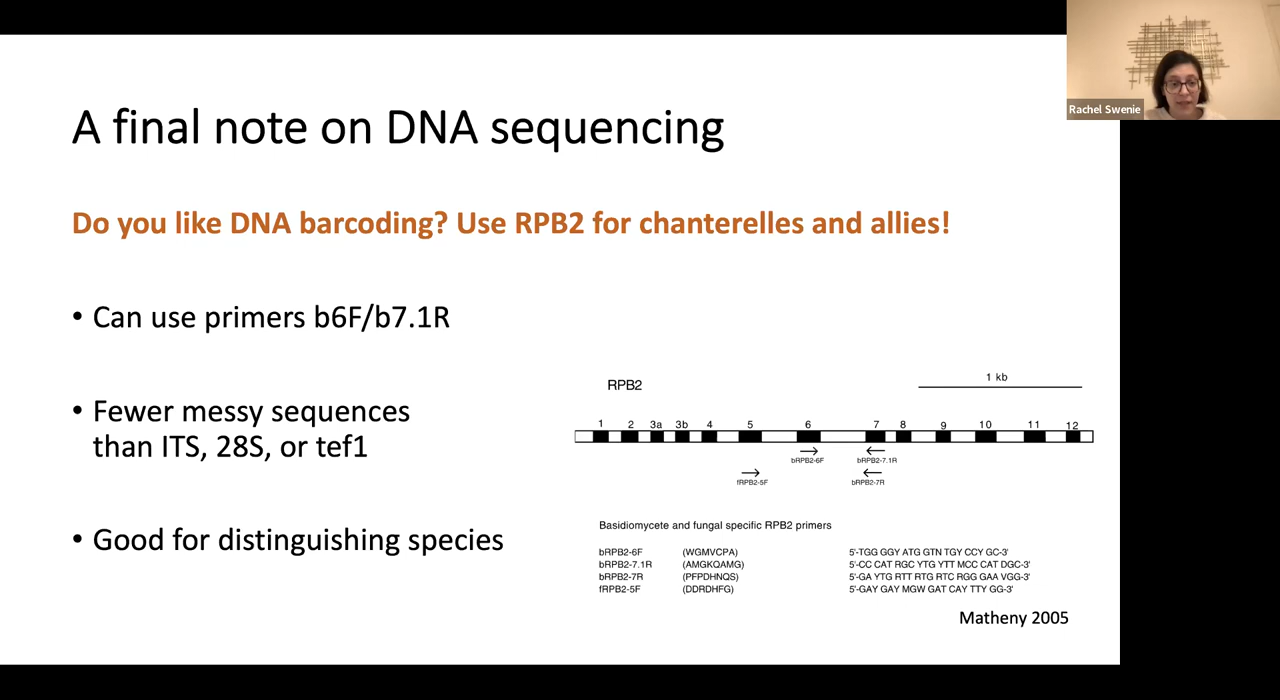 Rachel Swenie
A final note on DNA sequencing
Do you like DNA barcoding? Use RPB2 for chanterelles and allies!
• Can use primers b6F/b7.1R
• Fewer messy sequences
than ITS, 28S, or tef1
• Good for distinguishing species
RPB2
1 kb
1 2 3a 3b 4 5 6 7 8 9 10 11 12
bRPB2-6F bRPB2-7.1R
fRPB2-5F bRPB2-7R
Basidiomycete and fungal specific RPB2 primers
bRPB2-6F (WGMVCPA) 5'-TGG GGY ATG GTN TGY CCY GC-3'
bRPB2-7.1R (AMGKQAMG) 5'-CC CAT RGC YTG YTT MCC CAT DGC-3'
bRPB2-7R (PFPDHNQS) 5'-GA YTG RTT RTG RTC RGG GAA VGG-3'
fRPB2-5F (DDRDHFG) 5'-GAY GAY MGW GAT CAY TTY GG-3'
Matheny 2005